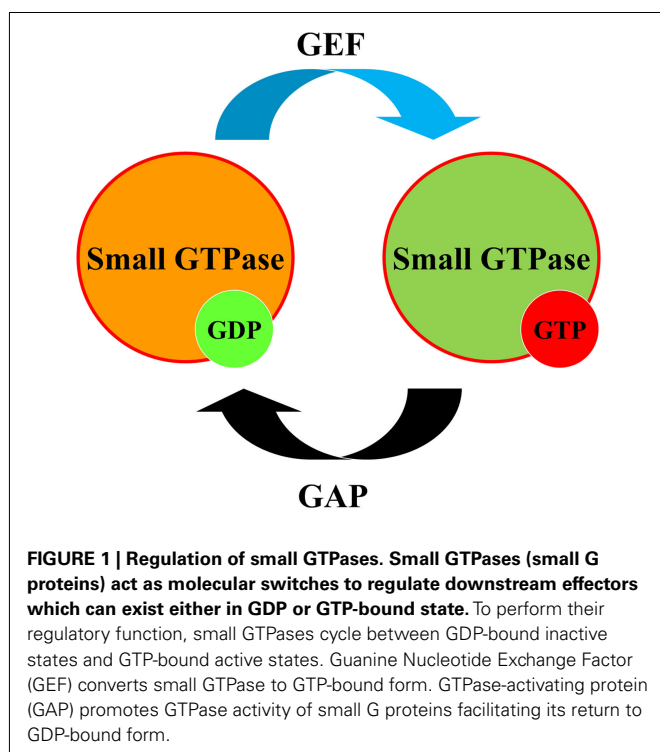 GEF
Small GTPase
Small GTPase
GDP
GTP
GAP
FIGURE 1 | Regulation of small GTPases. Small GTPases (small G
proteins) act as molecular switches to regulate downstream effectors
which can exist either in GDP or GTP-bound state. To perform their
regulatory function, small GTPases cycle between GDP-bound inactive
states and GTP-bound active states. Guanine Nucleotide Exchange Factor
(GEF) converts small GTPase to GTP-bound form. GTPase-activating protein
(GAP) promotes GTPase activity of small G proteins facilitating its return to
GDP-bound form.